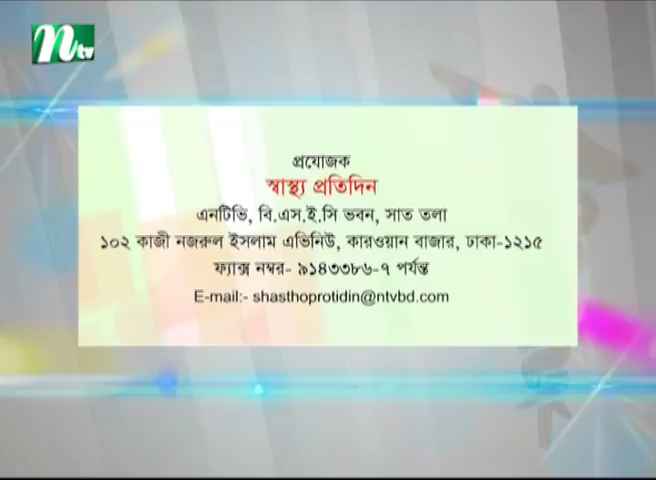 ntv
প্রযোজক
স্বাস্থ্য প্রতিদিন
এনটিভি, বি.এস.ই.সি ভবন, সাত তলা
১০২ কাজী নজরুল ইসলাম এভিনিউ, কারওয়ান বাজার, ঢাকা-১২১৫
ফ্যাক্স নম্বর- ৯১৪৩৩৮৬-৭ পর্যন্ত
E-mail:- shasthoprotidin@ntvbd.com